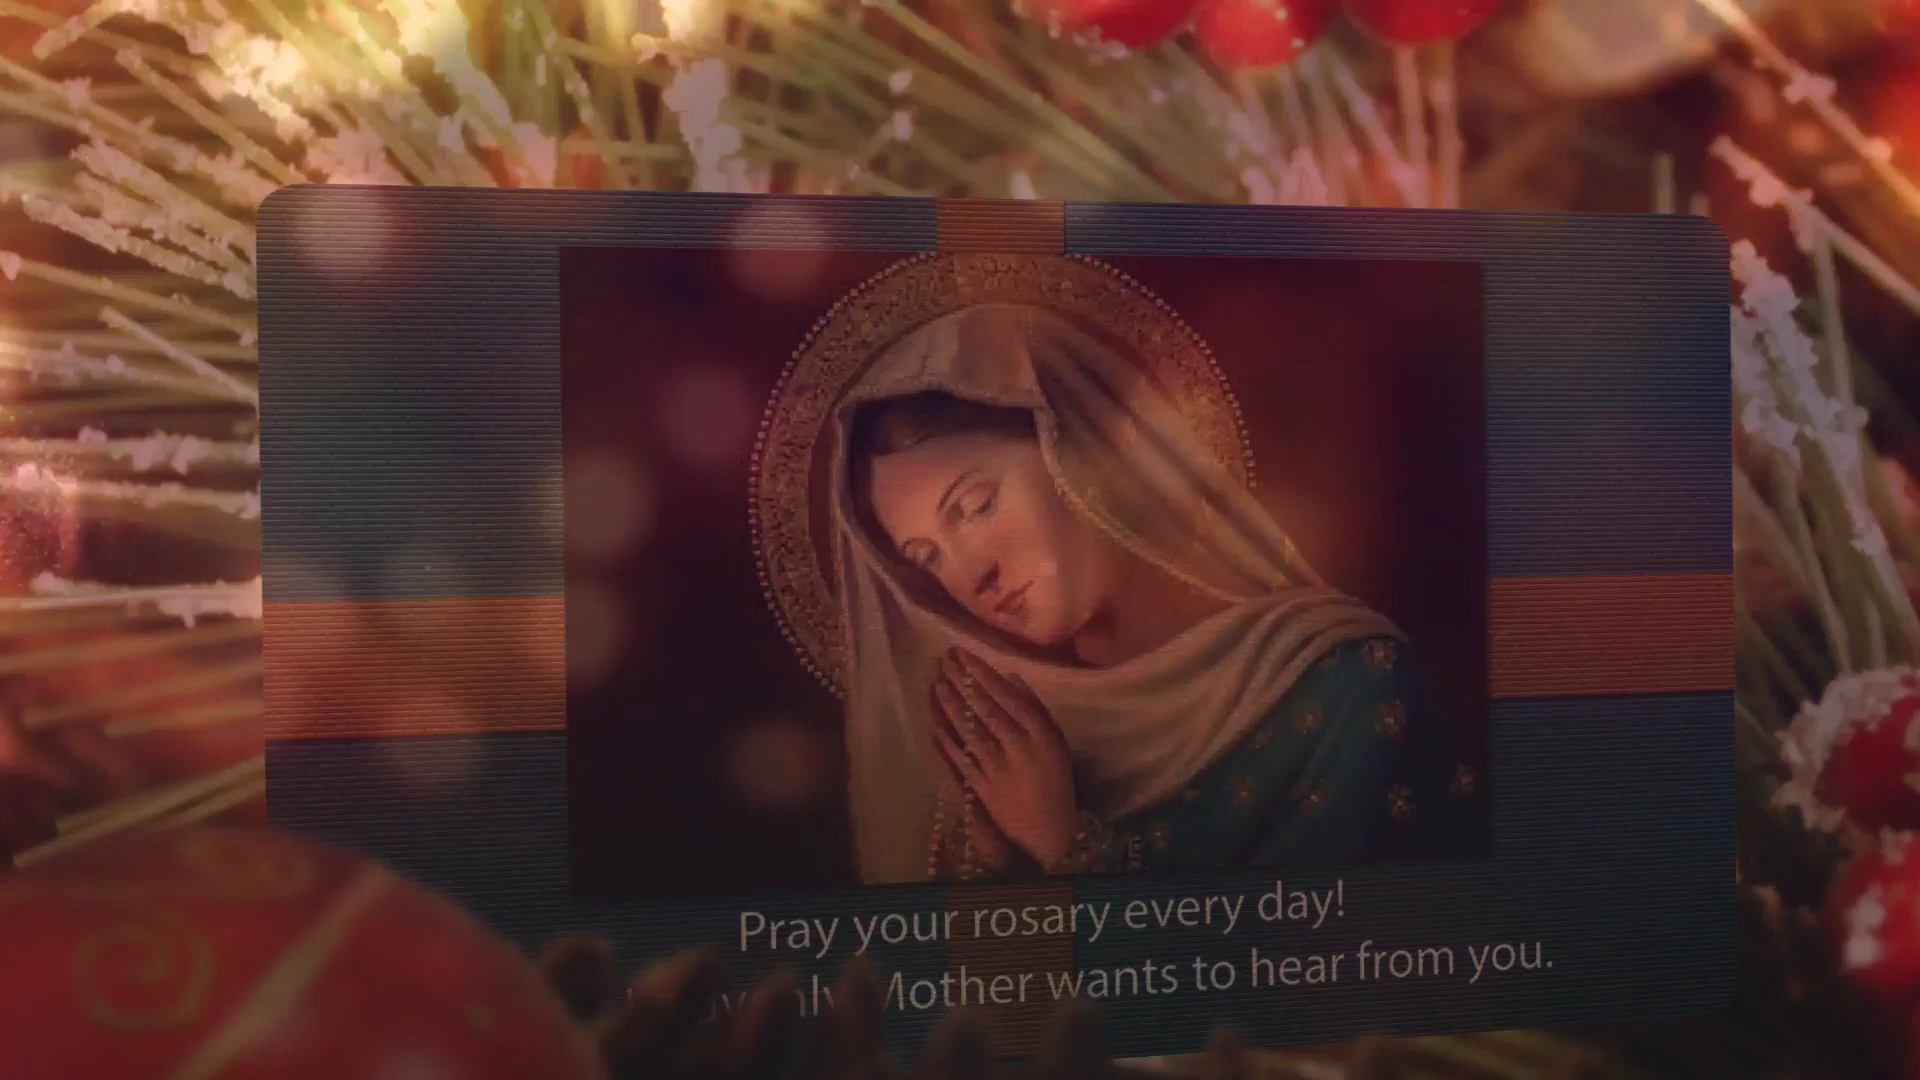 Pray your rosary every day!
Mother wants to hear from you.